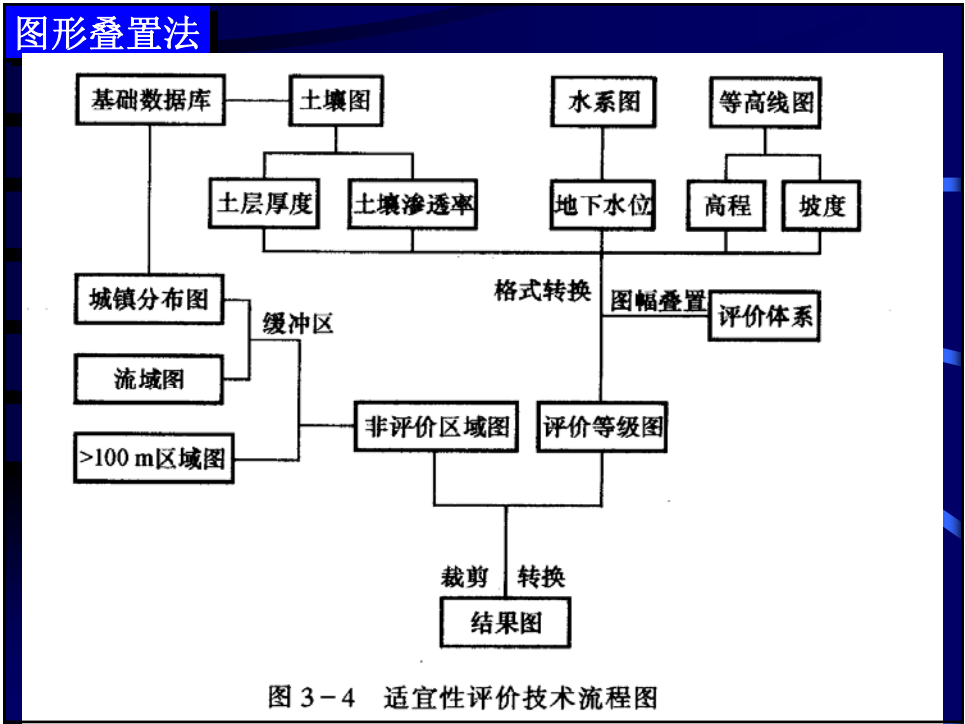 图形叠置法
基础数据库
土壤图
水系图
等高线图
土层厚度
土壤渗透率
地下水位
高程
坡度
城镇分布图
格式转换
图幅叠置
评价体系
缓冲区
流域图
非评价区域图
评价等级图
>100 m区域图
裁剪
转换
结果图
图 3-4 适宜性评价技术流程图